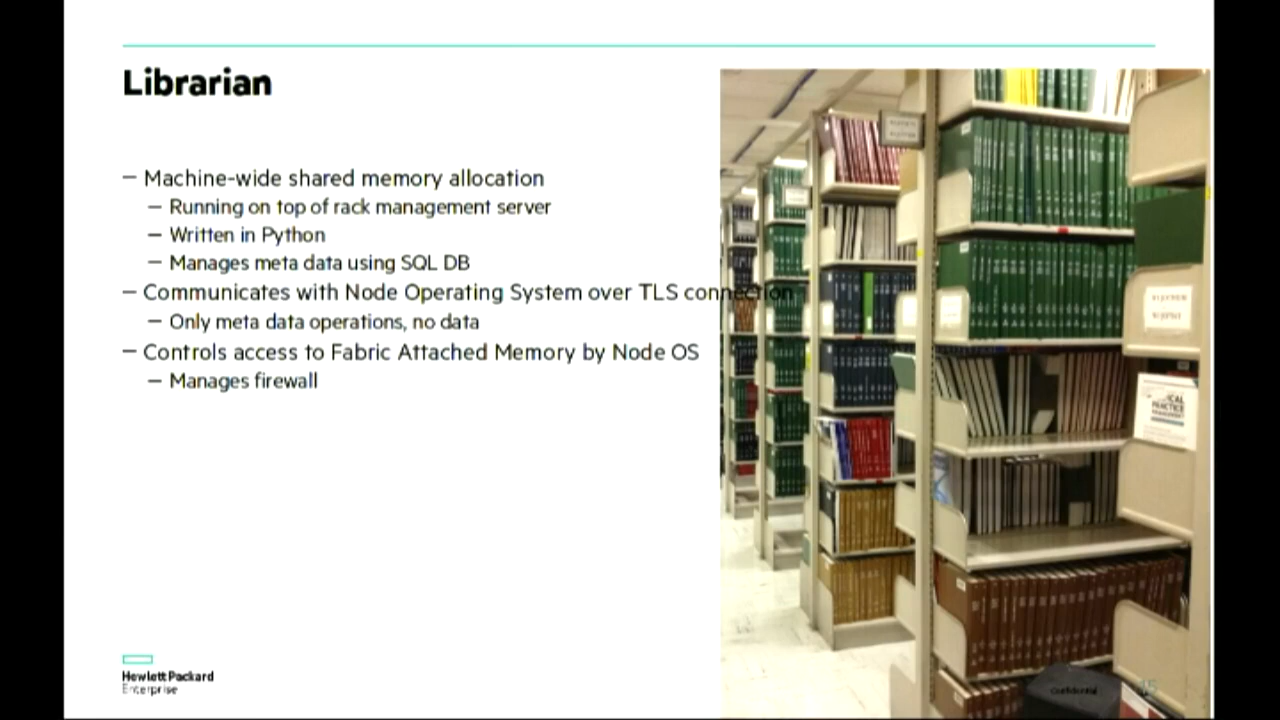 Librarian
– Machine-wide shared memory allocation
– Running on top of rack management server
– Written in Python
– Manages meta data using SQL DB
– Communicates with Node Operating System over TLS connection
– Only meta data operations, no data
– Controls access to Fabric Attached Memory by Node OS
– Manages firewall
Hewlett Packard
Enterprise
Confidential
15